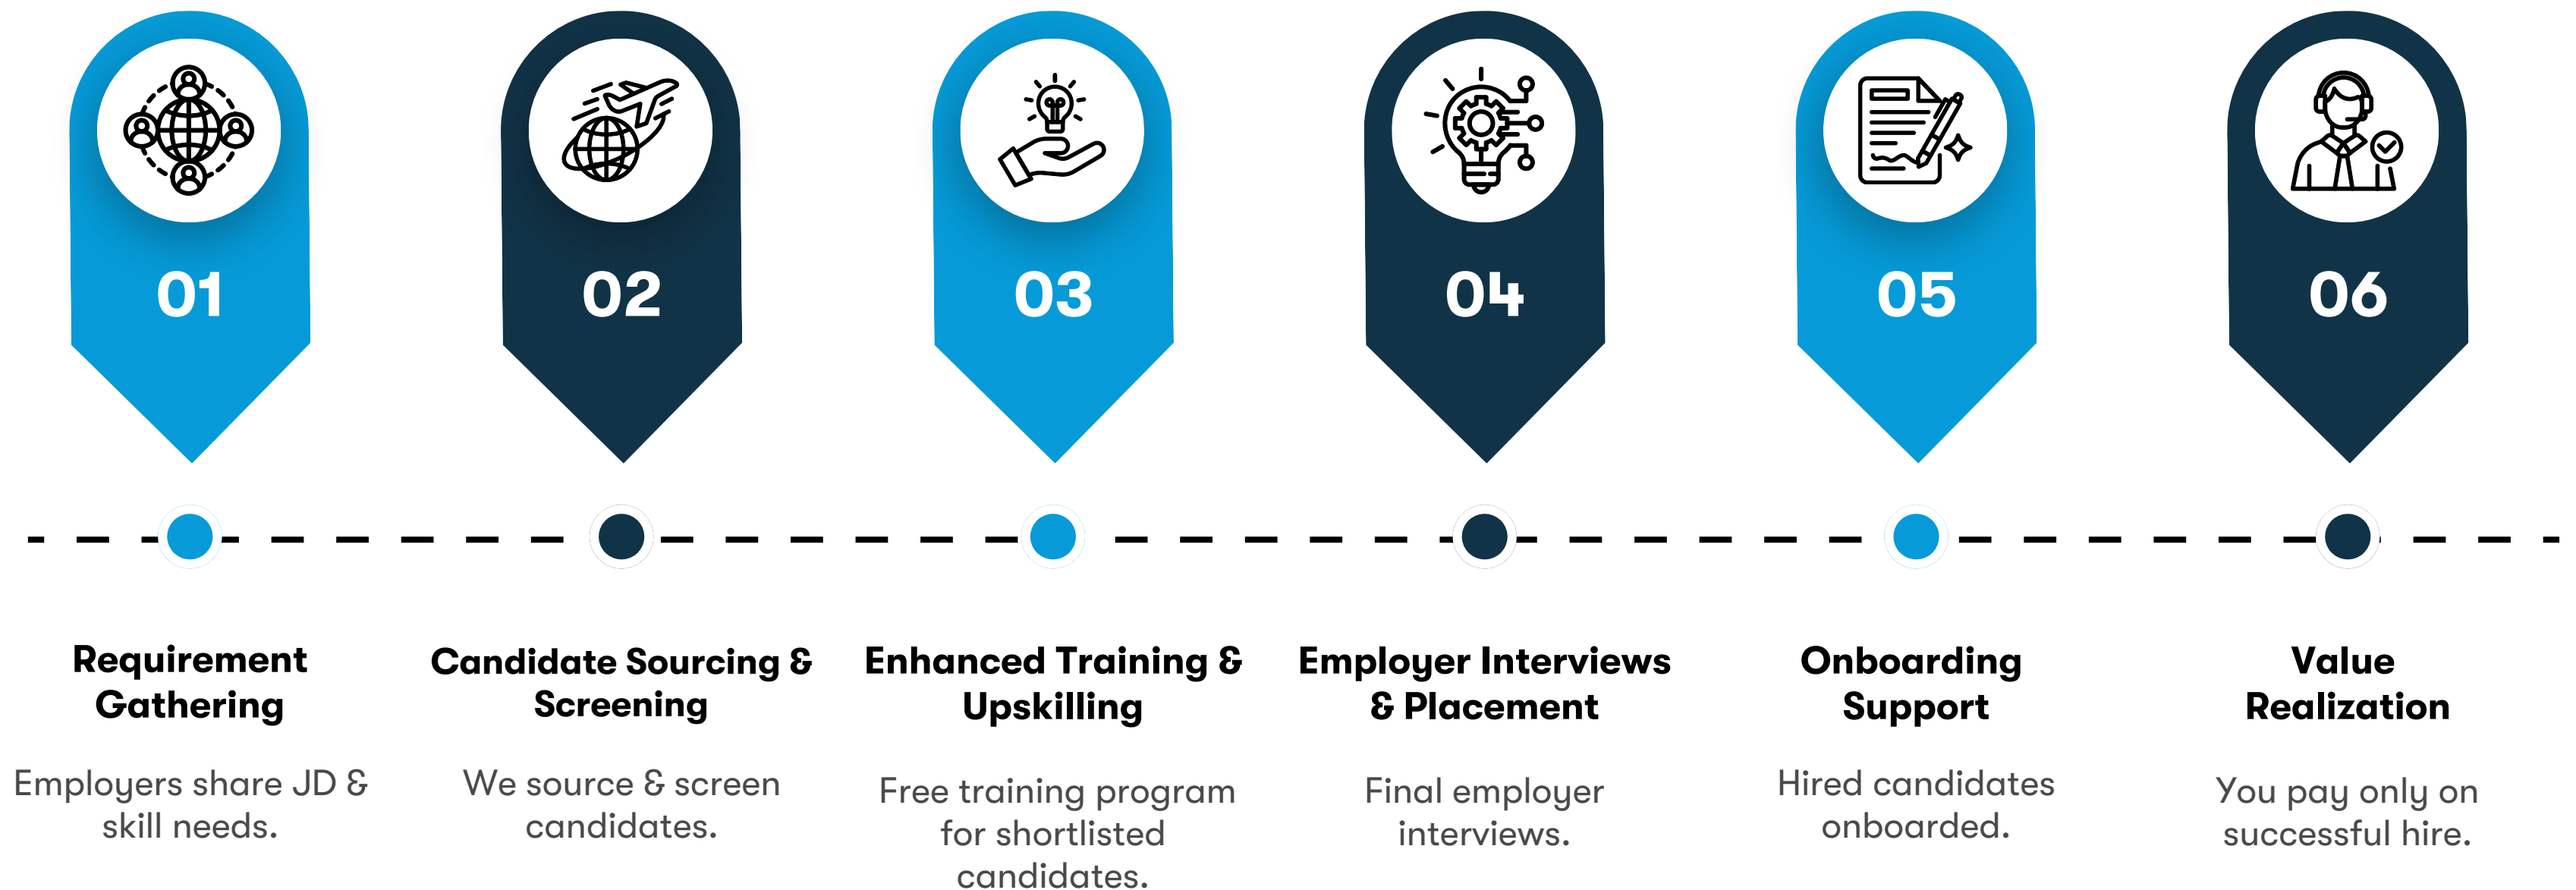 01
02
03
04
05
06
Requirement
Gathering
Employers share JD &
skill needs.
Candidate Sourcing &
Screening
We source & screen
candidates.
Enhanced Training &
Upskilling
Free training program
for shortlisted
candidates.
Employer Interviews
& Placement
Final employer
interviews.
Onboarding
Support
Hired candidates
onboarded.
Value
Realization
You pay only on
successful hire.